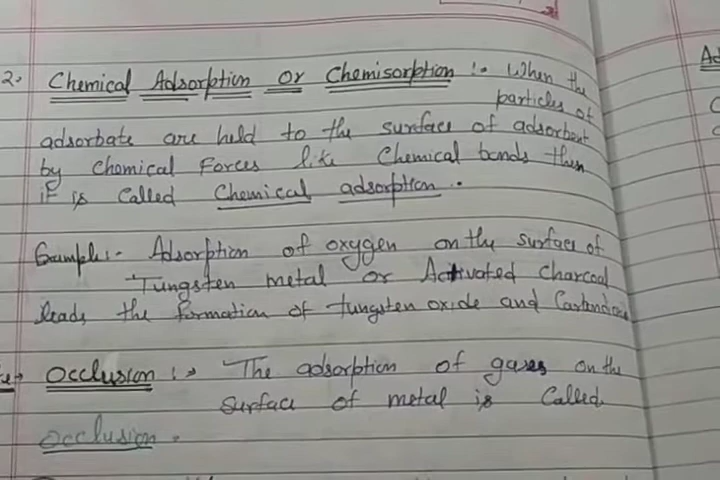 2. Chemical Adsorption Or Chemisorption :- When the
particles of
adsorbate are held to the surface of adsorbent
by Chemical Forces like Chemical bonds then
it is Called Chemical adsorption.
Example:- Adsorption of oxygen on the surface of
Tungsten metal or Activated Charcoal
leads the formation of tungsten oxide and
Occlusion :→ The adsorption of gases on the
surface of metal is Called
Occlusion.
Ad